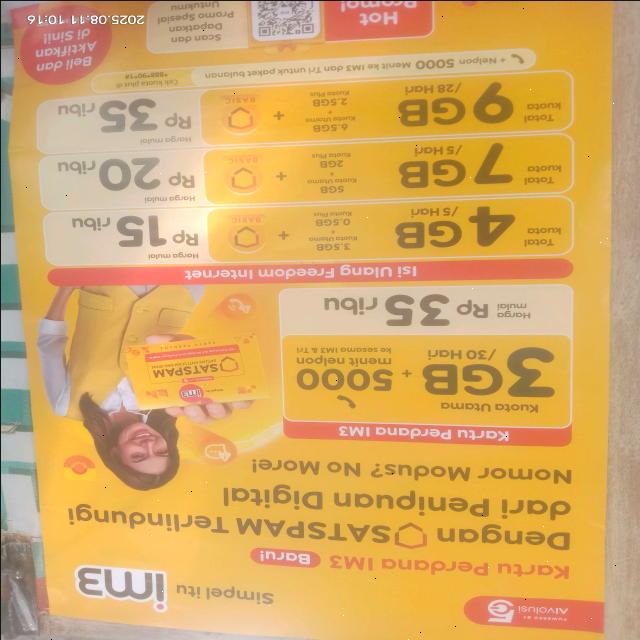 POWERED BY
AIvolusi 5G
Simpel itu im3
Kartu Perdana IM3 Baru!
Dengan SATSPAM Terlindungi
dari Penipuan Digital
Nomor Modus? No More!
Kartu Perdana IM3
Kuota Utama
3GB /30 Hari + 5000 menit nelpon ke sesama IM3 & Tri
Harga mulai Rp 35 ribu
im3
SATSPAM
Isi Ulang Freedom Internet
Total kuota 4GB /5 Hari
3.5GB Kuota Utama + 0.5GB Kuota Plus
+ BASIC
Harga mulai Rp 15 ribu
Total kuota 7GB /5 Hari
5GB Kuota Utama + 2GB Kuota Plus
+ BASIC
Harga mulai Rp 20 ribu
Total kuota 9GB /28 Hari
6.5GB Kuota Utama + 2.5GB Kuota Plus
+ BASIC
Harga mulai Rp 35 ribu
+ Nelpon 5000 Menit ke IM3 dan Tri untuk paket bulanan
Cek kuota plus di
Hot Promo!
Scan dan
Dapatkan
Promo Spesial
Untukmu
Beli dan
Aktifkan
di Sini!
2025.08.11 10:16